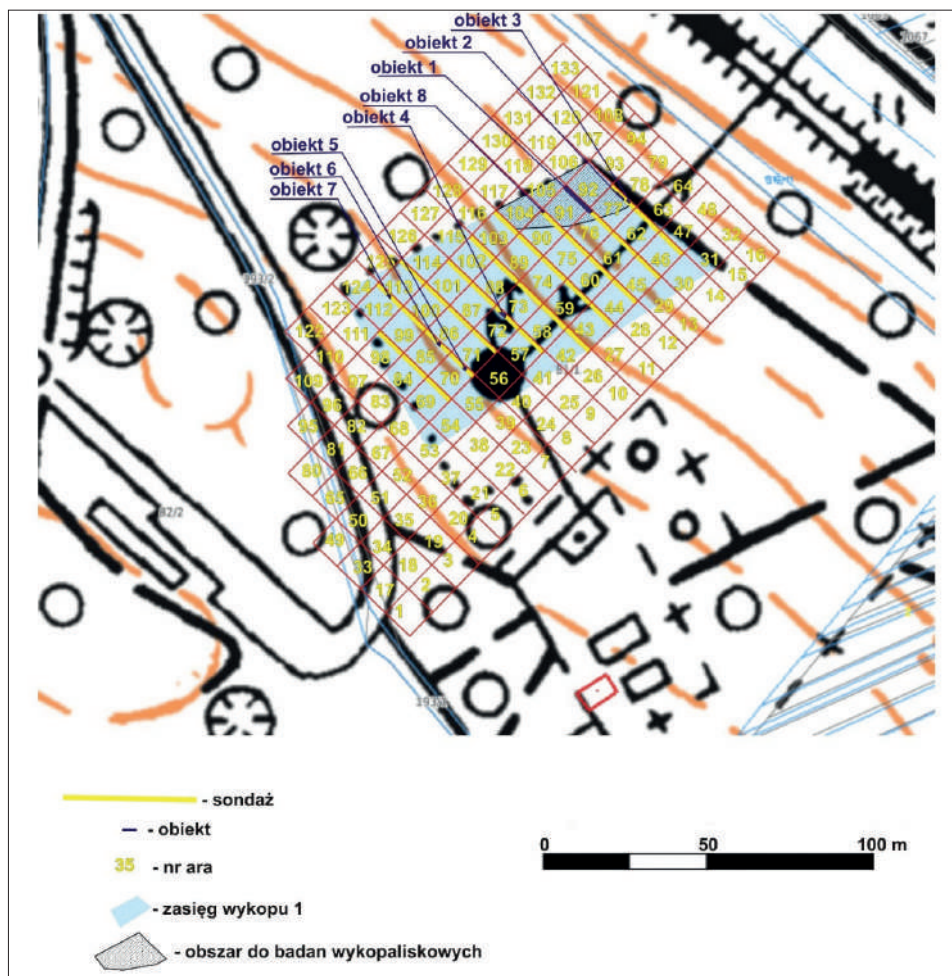 obiekt 3
obiekt 2
obiekt 1
obiekt 8
obiekt 4
obiekt 5
obiekt 6
obiekt 7
133
132 121
131 120 108
130 119 107 94
129 118 106 93 79
128 117 105 92 78 64
127 116 104 91 77 63 48
126 115 103 90 76 62 47 32 16
125 114 102 89 75 61 46 31 15
124 113 101 88 74 60 45 30 14
123 112 100 87 73 59 44 29 13
122 111 99 86 72 58 43 28 12
110 98 85 71 57 42 27 11
109 97 84 70 56 41 26 10
96 83 69 55 40 25 9
95 82 68 54 39 24 8
81 67 53 38 23 7
80 66 52 37 22 6
65 51 36 21 5
50 35 20 4
49 34 19 3
33 18 2
17 1
82/2
- sondaż
- obiekt
35 - nr ara
- zasięg wykopu 1
- obszar do badan wykopaliskowych
0 50 100 m